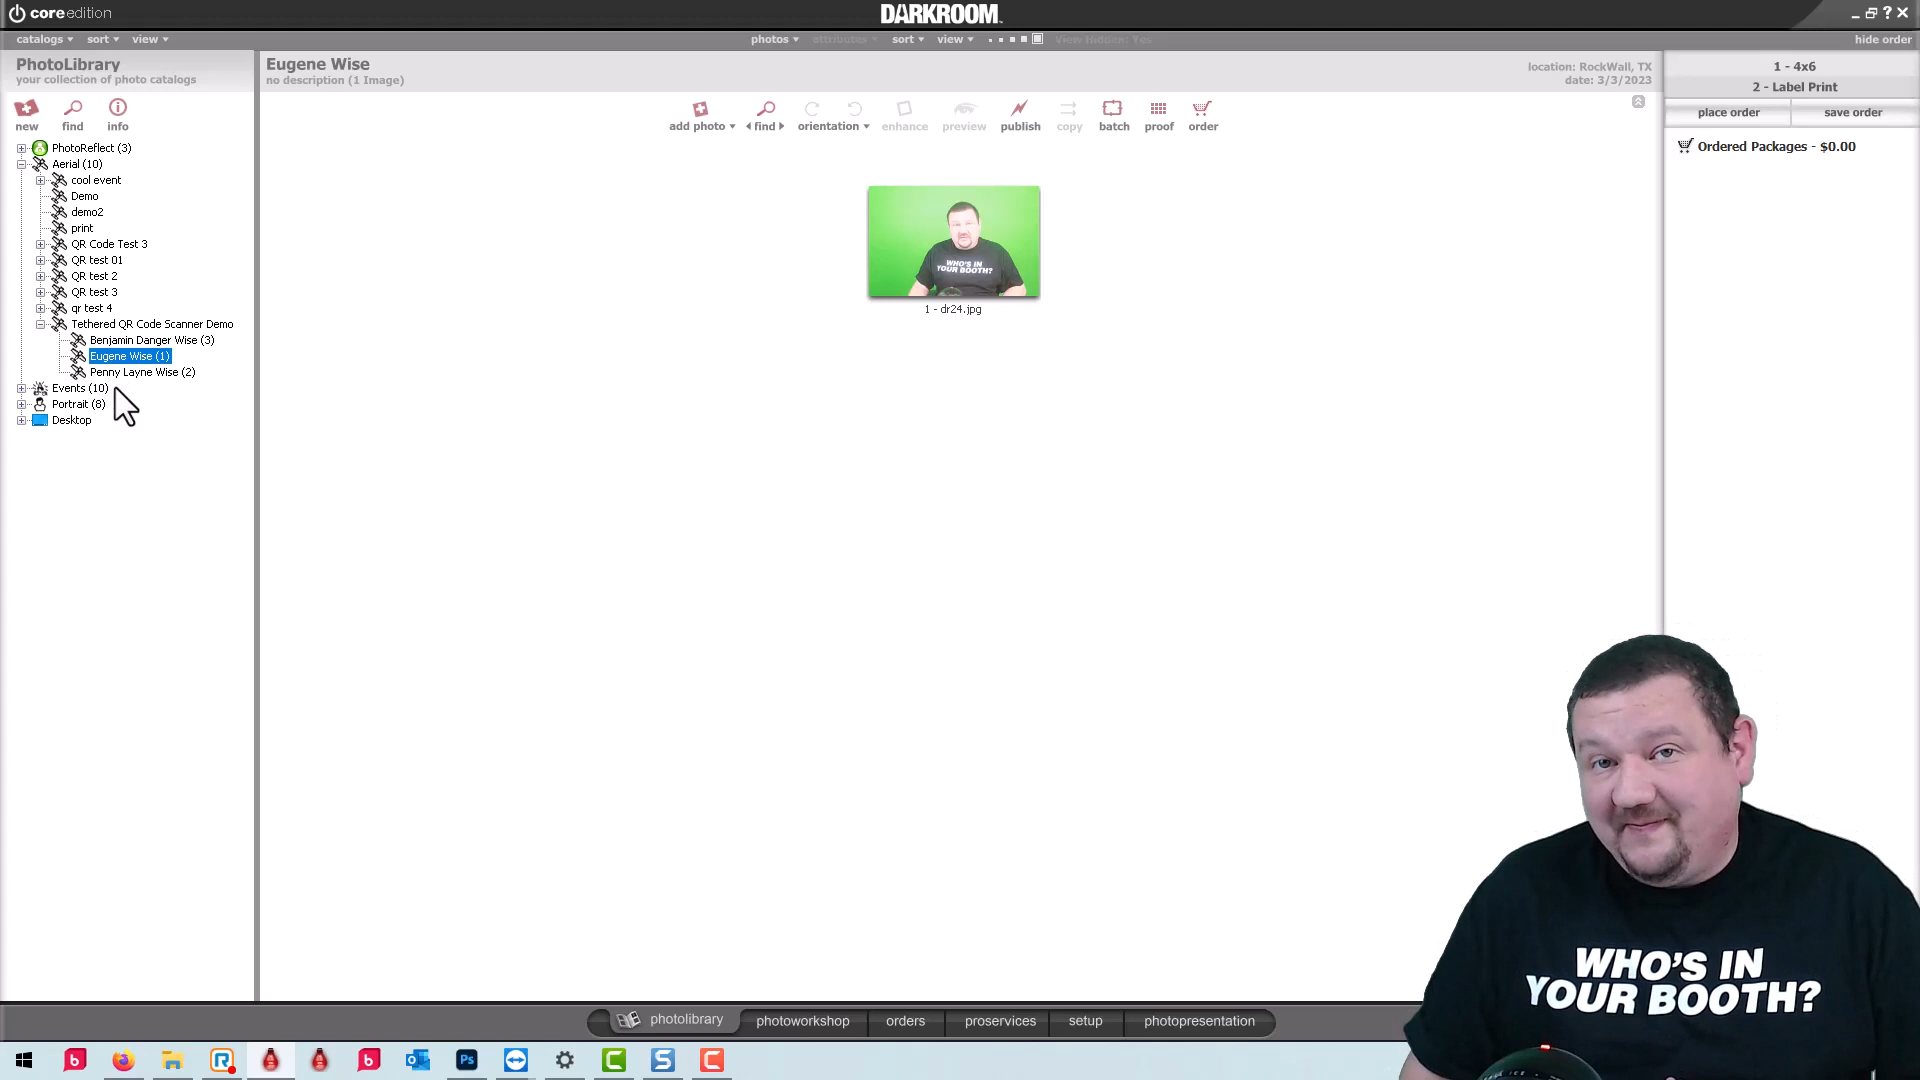 coreedition
DARKROOM
?
catalogs
sort
view
photos
attributes
sort
view
View Hidden: Yes
hide order
PhotoLibrary
your collection of photo catalogs
new
find
info
PhotoReflect (3)
Aerial (10)
cool event
Demo
demo2
print
QR Code Test 3
QR test 01
QR test 2
QR test 3
qr test 4
Tethered QR Code Scanner Demo
Benjamin Danger Wise (3)
Eugene Wise (1)
Penny Layne Wise (2)
Events (10)
Portrait (8)
Desktop
Eugene Wise
no description (1 Image)
location: RockWall, TX
date: 3/3/2023
add photo
find
orientation
enhance
preview
publish
copy
batch
proof
order
WHO'S IN
YOUR BOOTH?
1 - dr24.jpg
1 - 4x6
2 - Label Print
place order
save order
Ordered Packages - $0.00
WHO'S IN
YOUR BOOTH?
photolibrary
photoworkshop
orders
proservices
setup
photopresentation
b
R
b
o
Ps
C
S
C